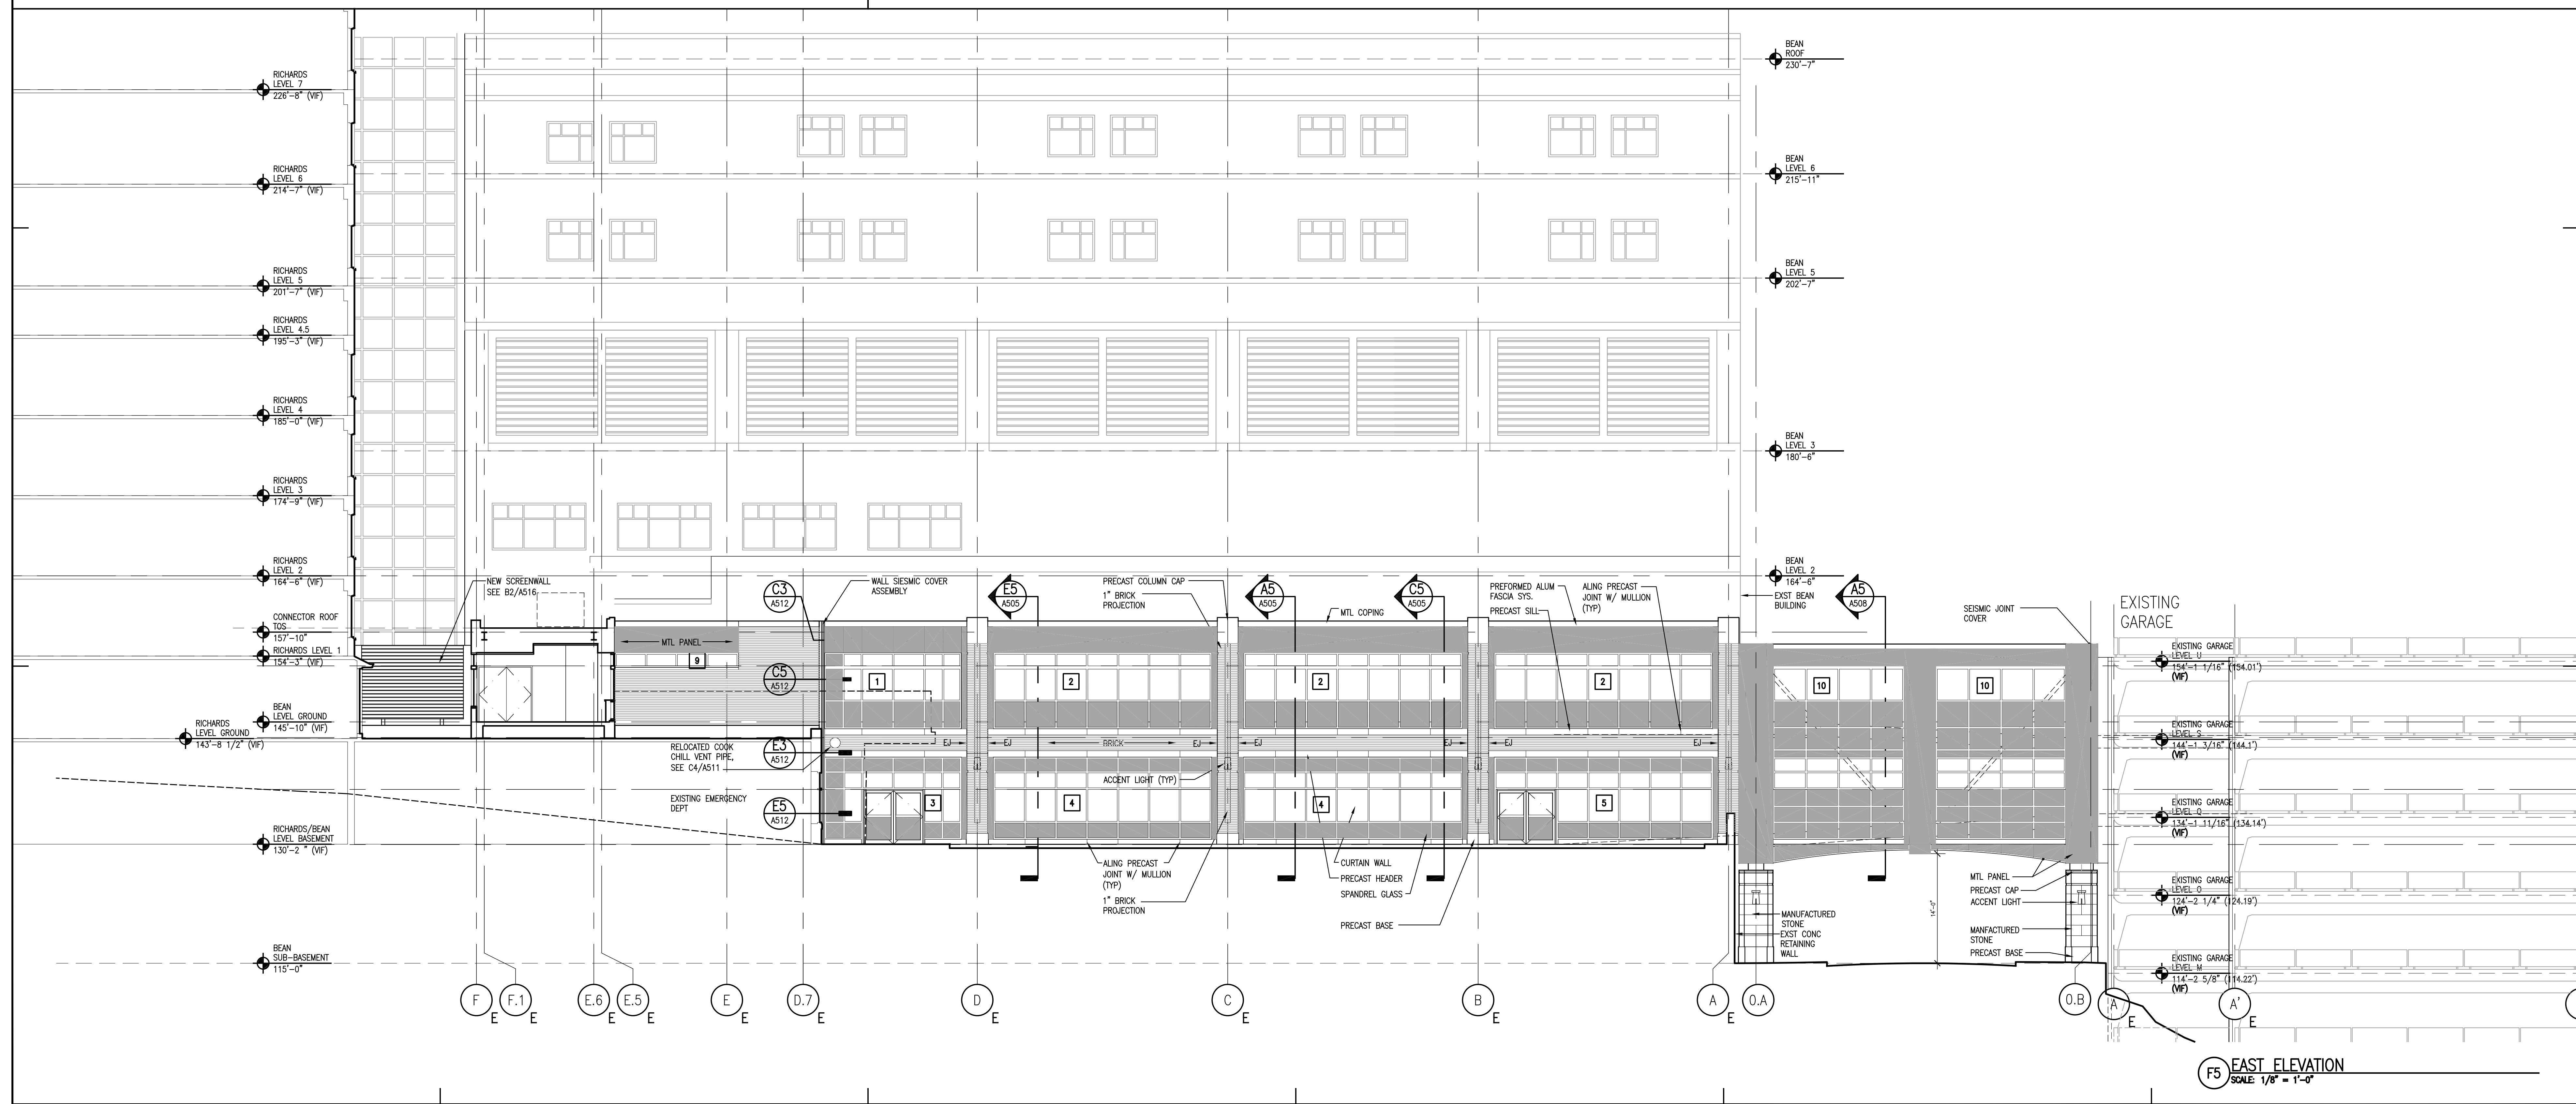 RICHARDS
LEVEL 7
226'-8" (VIF)
RICHARDS
LEVEL 6
214'-7" (VIF)
RICHARDS
LEVEL 5
201'-7" (VIF)
RICHARDS
LEVEL 4.5
195'-3" (VIF)
RICHARDS
LEVEL 4
185'-0" (VIF)
RICHARDS
LEVEL 3
174'-9" (VIF)
RICHARDS
LEVEL 2
164'-6" (VIF)
CONNECTOR ROOF
TOS
157'-10"
RICHARDS LEVEL 1
154'-3" (VIF)
BEAN
LEVEL GROUND
145'-10" (VIF)
RICHARDS
LEVEL GROUND
143'-8 1/2" (VIF)
RICHARDS/BEAN
LEVEL BASEMENT
130'-2 " (VIF)
BEAN
SUB-BASEMENT
115'-0"
BEAN
ROOF
230'-7"
BEAN
LEVEL 6
215'-11"
BEAN
LEVEL 5
202'-7"
BEAN
LEVEL 3
180'-6"
BEAN
LEVEL 2
164'-6"
NEW SCREENWALL
SEE B2/A516
MTL PANEL
9
C3
A512
WALL SIESMIC COVER
ASSEMBLY
C5
A512
E3
A512
E5
A512
RELOCATED COOK
CHILL VENT PIPE,
SEE C4/A511
EXISTING EMERGENCY
DEPT
E5
A505
PRECAST COLUMN CAP
1" BRICK
PROJECTION
A5
A505
MTL COPING
C5
A505
PREFORMED ALUM
FASCIA SYS.
PRECAST SILL
ALING PRECAST
JOINT W/ MULLION
(TYP)
EXST BEAN
BUILDING
A5
A508
SEISMIC JOINT
COVER
EXISTING
GARAGE
1
2
2
2
10
10
EJ
EJ
BRICK
EJ
EJ
EJ
EJ
EJ
ACCENT LIGHT (TYP)
3
4
4
5
ALING PRECAST
JOINT W/ MULLION
(TYP)
1" BRICK
PROJECTION
CURTAIN WALL
PRECAST HEADER
SPANDREL GLASS
PRECAST BASE
MANUFACTURED
STONE
EXST CONC
RETAINING
WALL
14'-0"
MTL PANEL
PRECAST CAP
ACCENT LIGHT
MANFACTURED
STONE
PRECAST BASE
EXISTING GARAGE
LEVEL U
154'-1 1/16" (154.01')
(VIF)
EXISTING GARAGE
LEVEL S
144'-1 3/16" (144.1')
(VIF)
EXISTING GARAGE
LEVEL Q
134'-1 11/16" (134.14')
(VIF)
EXISTING GARAGE
LEVEL O
124'-2 1/4" (124.19')
(VIF)
EXISTING GARAGE
LEVEL M
114'-2 5/8" (114.22')
(VIF)
F
E
F.1
E
E.6
E
E.5
E
E
E
D.7
E
D
E
C
E
B
E
A
E
0.A
0.B
A
E
A'
E
F5
EAST ELEVATION
SCALE: 1/8" = 1'-0"